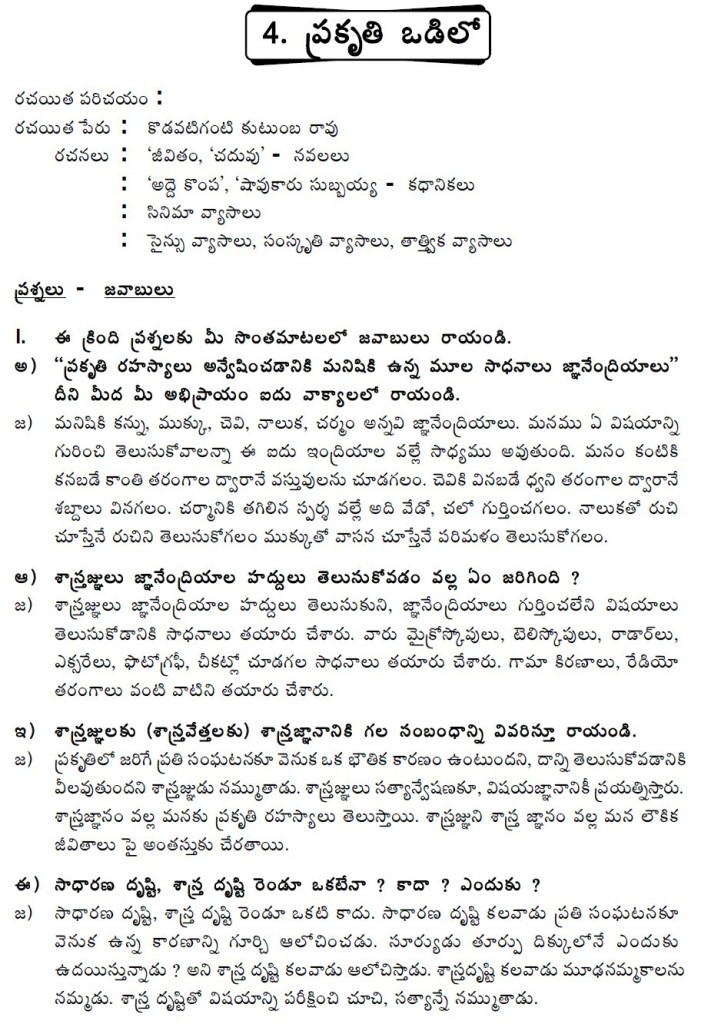 4. ప్రకృతి ఒడిలో
రచయిత పరిచయం :
రచయిత పేరు : కొడవటిగంటి కుటుంబ రావు
రచనలు : 'జీవితం, 'చదువు' - నవలలు
: 'అద్దె కొంప', 'షావుకారు సుబ్బయ్య - కథానికలు
: సినిమా వ్యాసాలు
: సైన్సు వ్యాసాలు, సంస్కృతి వ్యాసాలు, తాత్త్విక వ్యాసాలు
ప్రశ్నలు - జవాబులు
I. ఈ క్రింది ప్రశ్నలకు మీ సొంతమాటలలో జవాబులు రాయండి.
అ) "ప్రకృతి రహస్యాలు అన్వేషించడానికి మనిషికి ఉన్న మూల సాధనాలు జ్ఞానేంద్రియాలు"
దీని మీద మీ అభిప్రాయం ఐదు వాక్యాలలో రాయండి.
జ) మనిషికి కన్ను, ముక్కు, చెవి, నాలుక, చర్మం అన్నవి జ్ఞానేంద్రియాలు. మనము ఏ విషయాన్ని
గురించి తెలుసుకోవాలన్నా ఈ ఐదు ఇంద్రియాల వల్లే సాధ్యము అవుతుంది. మనం కంటికి
కనబడే కాంతి తరంగాల ద్వారానే వస్తువులను చూడగలం. చెవికి వినబడే ధ్వని తరంగాల ద్వారానే
శబ్దాలు వినగలం. చర్మానికి తగిలిన స్పర్శ వల్లే అది వేడో, చలో గుర్తించగలం. నాలుకతో రుచి
చూస్తేనే రుచిని తెలుసుకోగలం ముక్కుతో వాసన చూస్తేనే పరిమళం తెలుసుకోగలం.
ఆ) శాస్త్రజ్ఞులు జ్ఞానేంద్రియాల హద్దులు తెలుసుకోవడం వల్ల ఏం జరిగింది ?
జ) శాస్త్రజ్ఞులు జ్ఞానేంద్రియాల హద్దులు తెలుసుకుని, జ్ఞానేంద్రియాలు గుర్తించలేని విషయాలు
తెలుసుకోడానికి సాధనాలు తయారు చేశారు. వారు మైక్రోస్కోపులు, టెలిస్కోపులు, రాడార్‌లు,
ఎక్సరేలు, ఫొటోగ్రఫీ, చీకట్లో చూడగల సాధనాలు తయారు చేశారు. గామా కిరణాలు, రేడియో
తరంగాలు వంటి వాటిని తయారు చేశారు.
ఇ) శాస్త్రజ్ఞులకు (శాస్త్రవేత్తలకు) శాస్త్రజ్ఞానానికి గల సంబంధాన్ని వివరిస్తూ రాయండి.
జ) ప్రకృతిలో జరిగే ప్రతి సంఘటనకూ వెనుక ఒక భౌతిక కారణం ఉంటుందని, దాన్ని తెలుసుకోవడానికి
వీలవుతుందని శాస్త్రజ్ఞుడు నమ్ముతాడు. శాస్త్రజ్ఞులు సత్యాన్వేషణకూ, విషయజ్ఞానానికీ ప్రయత్నిస్తారు.
శాస్త్రజ్ఞానం వల్ల మనకు ప్రకృతి రహస్యాలు తెలుస్తాయి. శాస్త్రజ్ఞుని శాస్త్ర జ్ఞానం వల్ల మన లౌకిక
జీవితాలు పై అంతస్తుకు చేరతాయి.
ఈ) సాధారణ దృష్టి, శాస్త్ర దృష్టి రెండూ ఒకటేనా ? కాదా ? ఎందుకు ?
జ) సాధారణ దృష్టి, శాస్త్ర దృష్టి రెండూ ఒకటి కాదు. సాధారణ దృష్టి కలవాడు ప్రతి సంఘటనకూ
వెనుక ఉన్న కారణాన్ని గూర్చి ఆలోచించడు. సూర్యుడు తూర్పు దిక్కులోనే ఎందుకు
ఉదయిస్తున్నాడు ? అని శాస్త్ర దృష్టి కలవాడు ఆలోచిస్తాడు. శాస్త్రదృష్టి కలవాడు మూఢనమ్మకాలను
నమ్మడు. శాస్త్ర దృష్టితో విషయాన్ని పరీక్షించి చూచి, సత్యాన్నే నమ్ముతాడు.